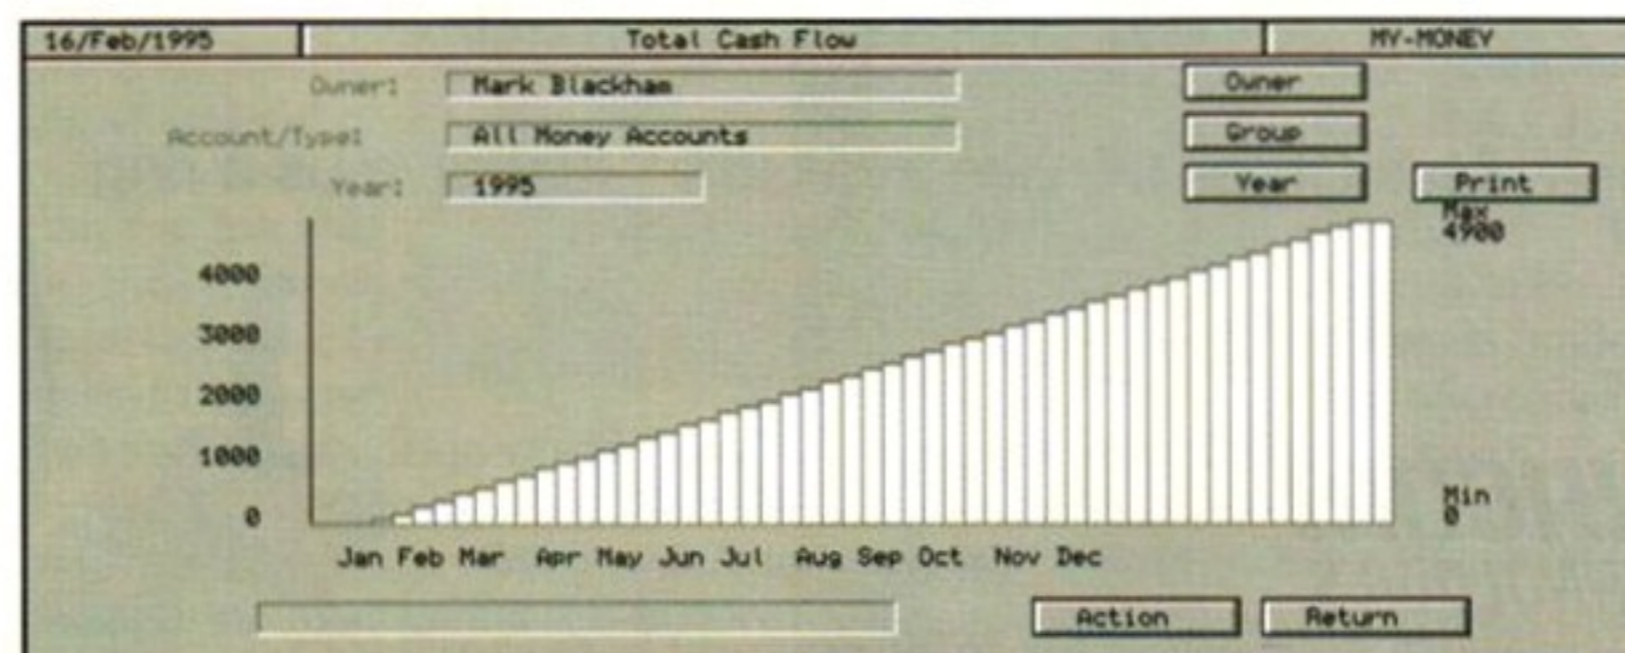 16/Feb/1995 Total Cash Flow MY-MONEY
Owner: Mark Blackham Owner
Account/Type: All Money Accounts Group
Year: 1995 Year Print
Max
4900
4000
3000
2000
1000
0
Min
0
Jan Feb Mar Apr May Jun Jul Aug Sep Oct Nov Dec
Action Return